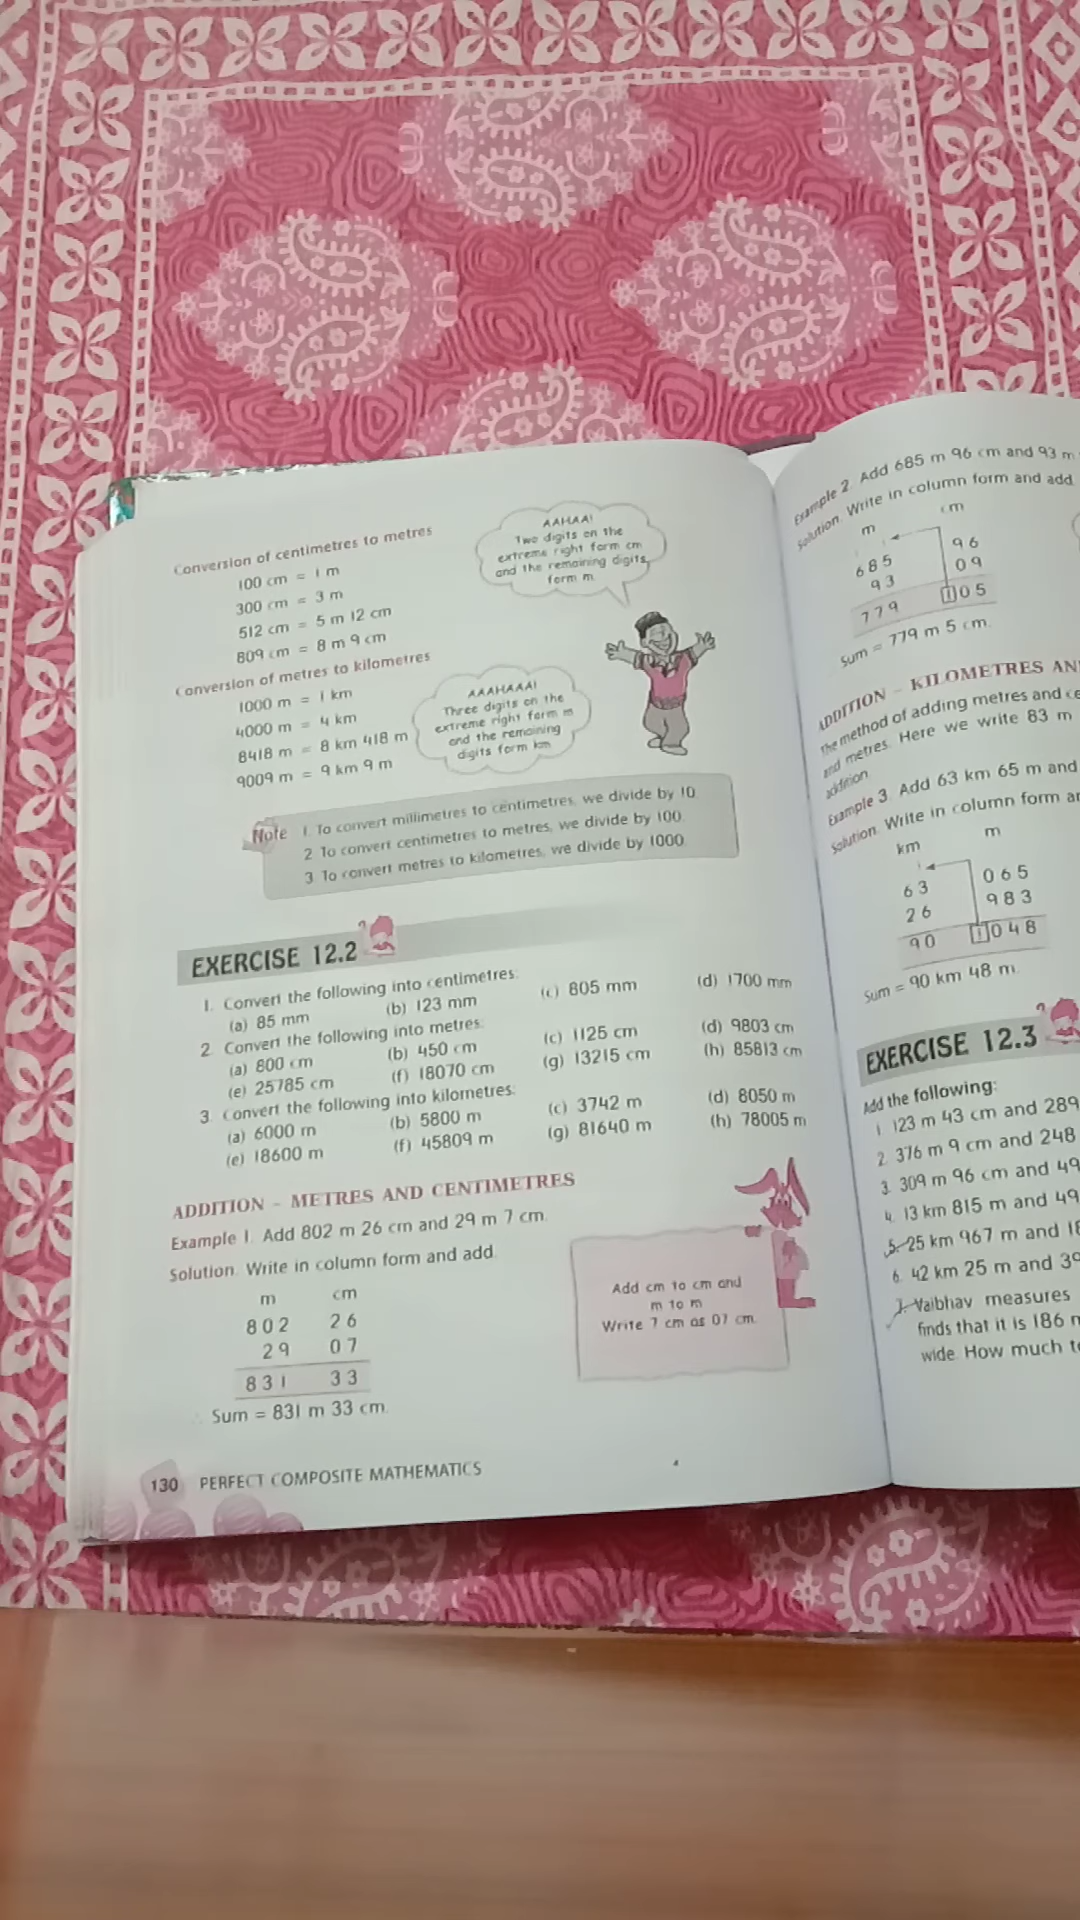 Conversion of centimetres to metres
100 cm = 1 m
300 cm = 3 m
512 cm = 5 m 12 cm
809 cm = 8 m 9 cm
AAHAA!
Two digits on the
extreme right form cm
and the remaining digits
form m.
Conversion of metres to kilometres
1000 m = 1 km
4000 m = 4 km
8418 m = 8 km 418 m
9009 m = 9 km 9 m
AAAHAAA!
Three digits on the
extreme right form m
and the remaining
digits form km
Note 1. To convert millimetres to centimetres, we divide by 10.
2. To convert centimetres to metres, we divide by 100.
3. To convert metres to kilometres, we divide by 1000.
EXERCISE 12.2
1. Convert the following into centimetres:
(a) 85 mm (b) 123 mm (c) 805 mm (d) 1700 mm
2. Convert the following into metres:
(a) 800 cm (b) 450 cm (c) 1125 cm (d) 9803 cm
(e) 25785 cm (f) 18070 cm (g) 13215 cm (h) 85813 cm
3. Convert the following into kilometres:
(a) 6000 m (b) 5800 m (c) 3742 m (d) 8050 m
(e) 18600 m (f) 45809 m (g) 81640 m (h) 78005 m
ADDITION – METRES AND CENTIMETRES
Example 1. Add 802 m 26 cm and 29 m 7 cm.
Solution. Write in column form and add.
m cm
802 26
29 07
831 33
Sum = 831 m 33 cm.
Add cm to cm and
m to m
Write 7 cm as 07 cm.
130 PERFECT COMPOSITE MATHEMATICS
Example 2. Add 685 m 96 cm and 93 m
Solution. Write in column form and add.
m cm
685 96
93 09
779 105
Sum = 779 m 5 cm.
ADDITION – KILOMETRES AN
the method of adding metres and ce
and metres. Here we write 83 m
addition.
Example 3. Add 63 km 65 m and
Solution. Write in column form a
km m
63 065
26 983
90 1048
Sum = 90 km 48 m.
EXERCISE 12.3
Add the following:
1. 123 m 43 cm and 289
2. 376 m 9 cm and 248
3. 309 m 96 cm and 49
4. 13 km 815 m and 49
5. 25 km 967 m and 18
6. 42 km 25 m and 39
7. Vaibhav measures
finds that it is 186 m
wide. How much t